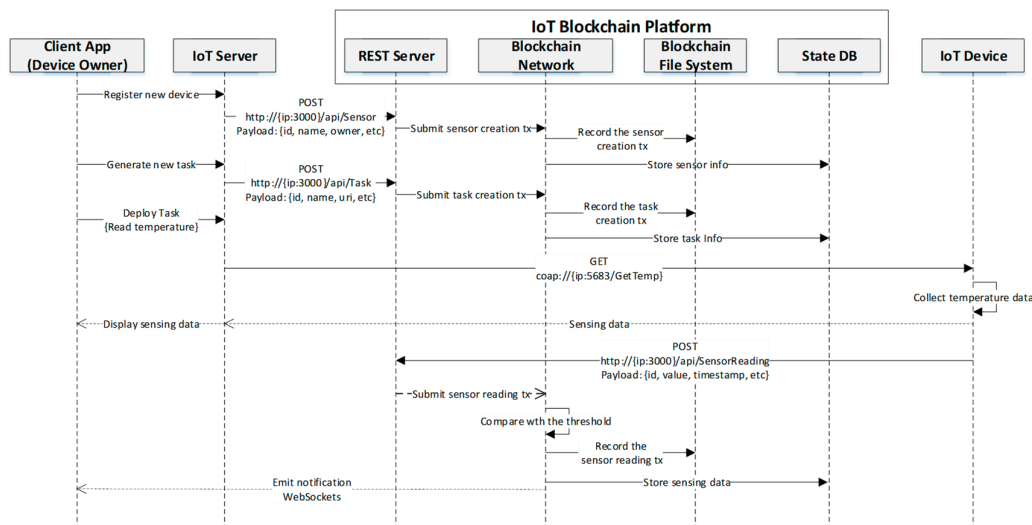 IoT Blockchain Platform
Client App
(Device Owner)
IoT Server
REST Server
Blockchain
Network
Blockchain
File System
State DB
IoT Device
Register new device
POST
http://{ip:3000}/api/Sensor
Payload: {id, name, owner, etc}
Submit sensor creation tx
Record the sensor
creation tx
Generate new task
Store sensor info
POST
http://{ip:3000}/api/Task
Payload: {id, name, uri, etc}
Submit task creation tx
Record the task
creation tx
Deploy Task
{Read temperature}
Store task Info
GET
coap://{ip:5683/GetTemp}
Collect temperature data
Display sensing data
Sensing data
POST
http://{ip:3000}/api/SensorReading
Payload: {id, value, timestamp, etc}
Submit sensor reading tx
Compare wth the threshold
Record the
sensor reading tx
Emit notification
WebSockets
Store sensing data